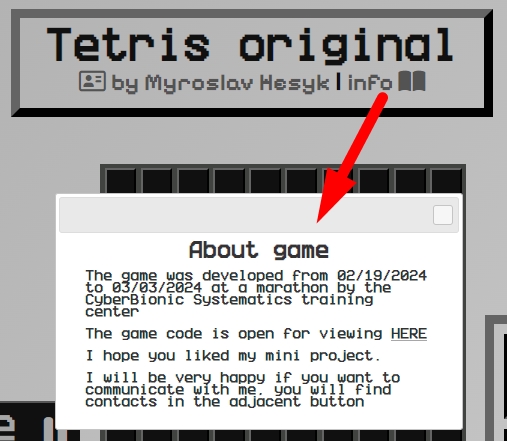 Tetris original
by Myroslav Hesyk | info
About game
The game was developed from 02/19/2024
to 03/03/2024 at a marathon by the
CyberBionic Systematics training
center
The game code is open for viewing HERE
I hope you liked my mini project.
I will be very happy if you want to
communicate with me. you will find
contacts in the adjacent button